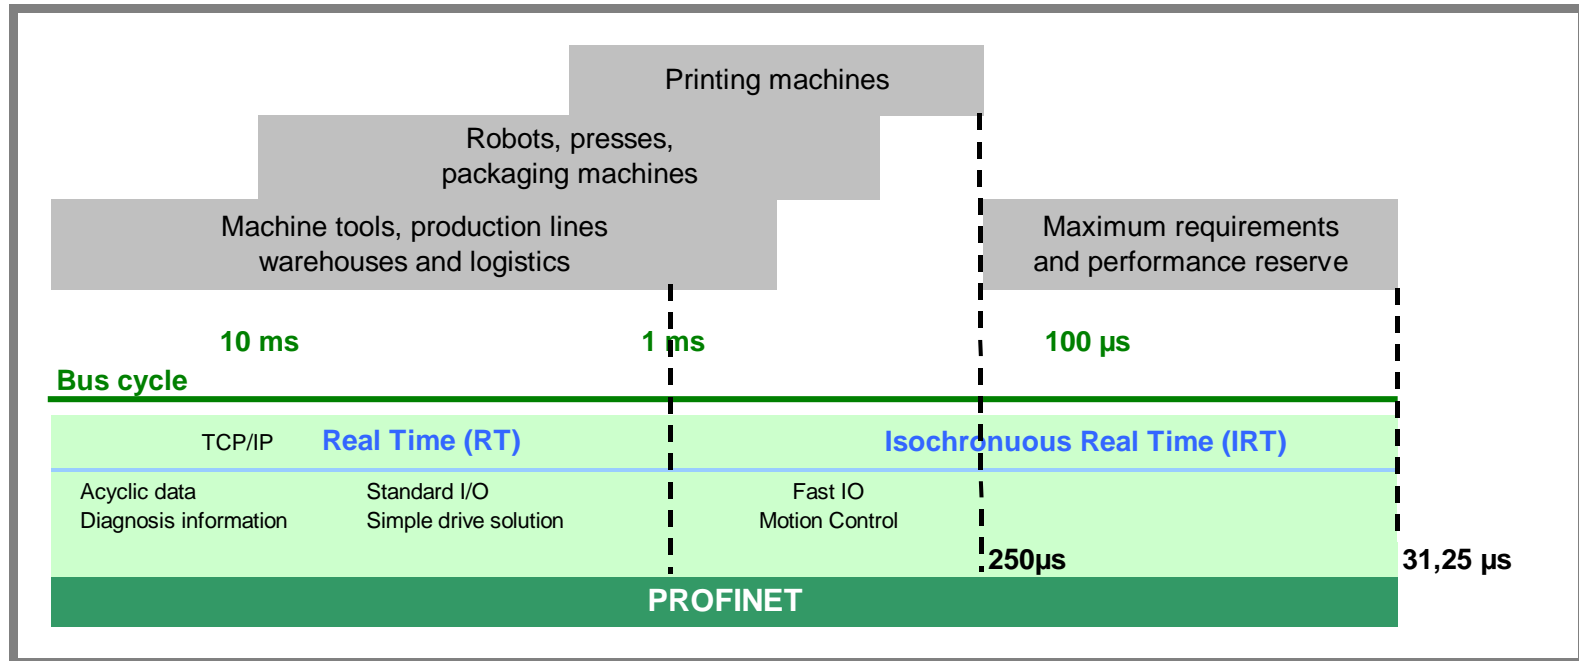 Printing machines
Robots, presses,
packaging machines
Machine tools, production lines
warehouses and logistics
Maximum requirements
and performance reserve
10 ms
1 ms
100 µs
Bus cycle
TCP/IP
Real Time (RT)
Isochronuous Real Time (IRT)
Acyclic data
Diagnosis information
Standard I/O
Simple drive solution
Fast IO
Motion Control
250µs
31,25 µs
PROFINET